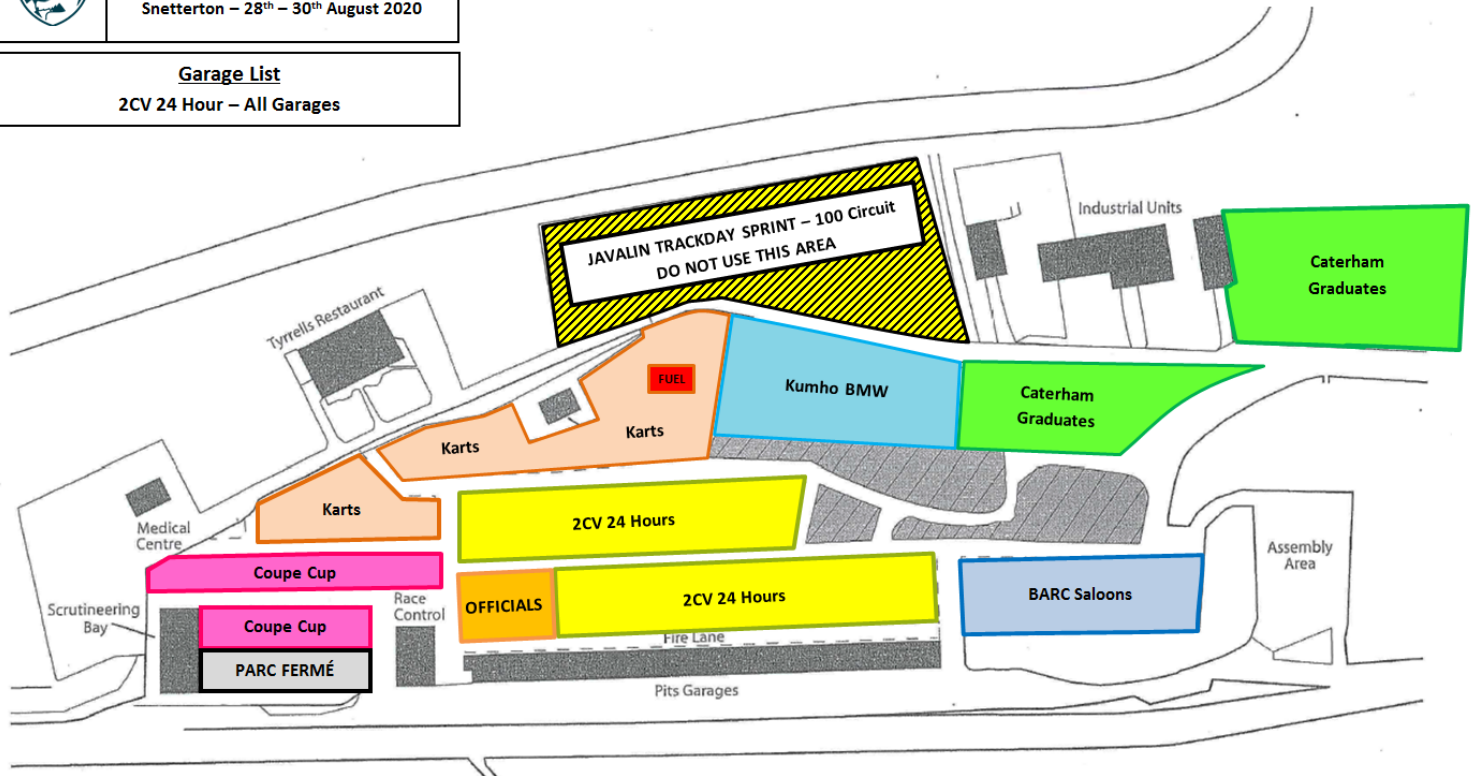 Snetterton – 28th – 30th August 2020
Garage List
2CV 24 Hour – All Garages
JAVALIN TRACKDAY SPRINT – 100 Circuit
DO NOT USE THIS AREA
Industrial Units
Caterham
Graduates
Tyrrells Restaurant
FUEL
Kumho BMW
Caterham
Graduates
Karts
Karts
Karts
2CV 24 Hours
Medical
Centre
Coupe Cup
Assembly
Area
Scrutineering
Bay
Race
Control
OFFICIALS
2CV 24 Hours
BARC Saloons
Coupe Cup
Fire Lane
PARC FERMÉ
Pits Garages